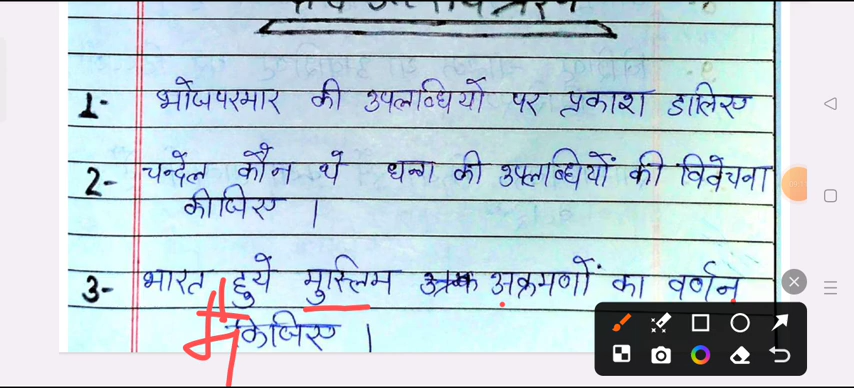 1- भोजपरमार की उपलब्धियों पर प्रकाश डालिए
2- चन्देल कौन थे धन्ग की उपलब्धियों की विवेचना
कीजिए ।
3- भारत हुये मुस्लिम अक्रमणों का वर्णन
किजिए ।
में